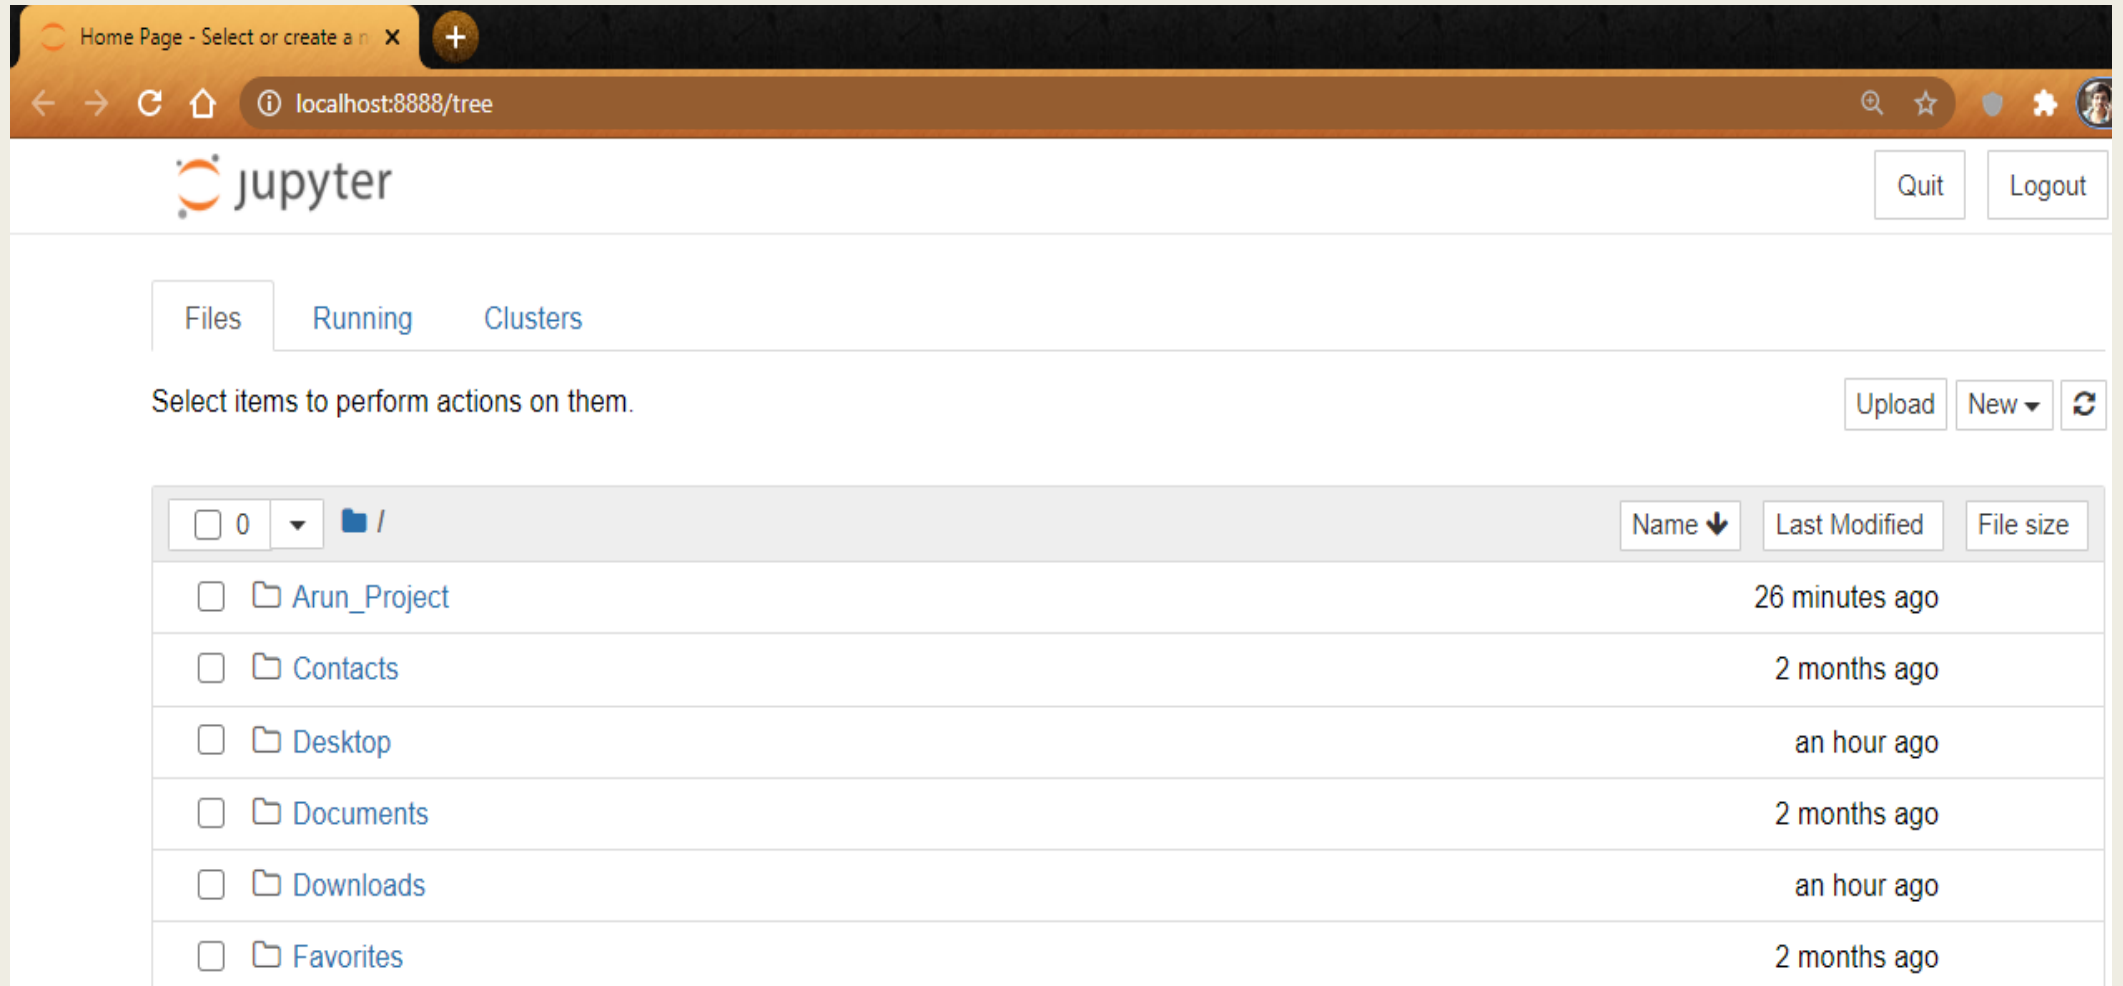 Home Page - Select or create a n
localhost:8888/tree
jupyter
Quit
Logout
Files
Running
Clusters
Select items to perform actions on them.
Upload
New
0
/
Name
Last Modified
File size
Arun_Project
26 minutes ago
Contacts
2 months ago
Desktop
an hour ago
Documents
2 months ago
Downloads
an hour ago
Favorites
2 months ago